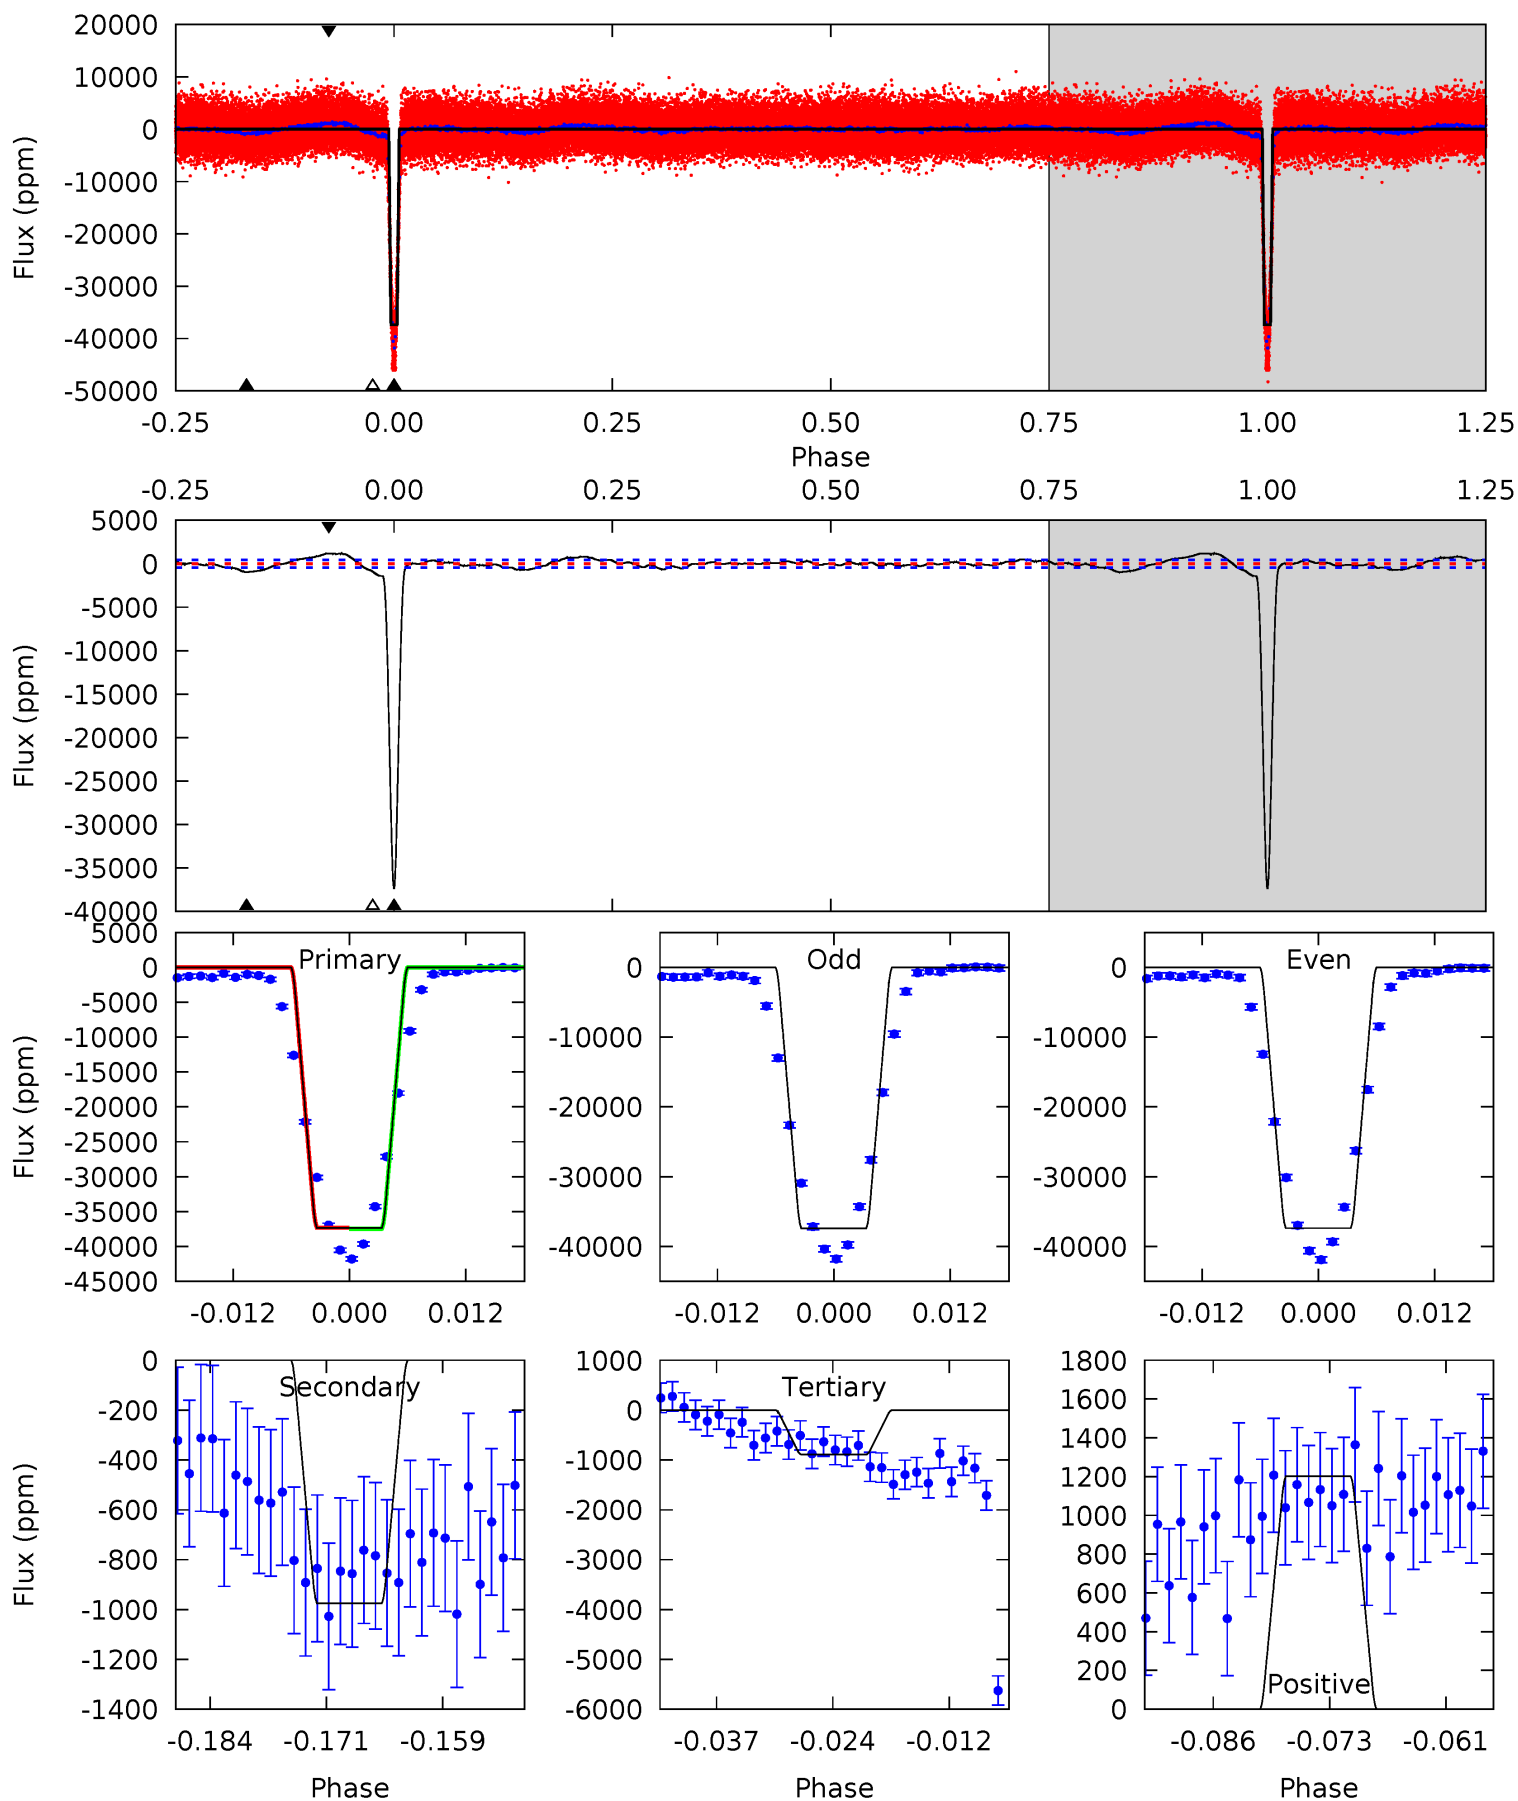 20000
10000
0
-10000
-20000
-30000
-40000
-50000
Flux (ppm)
-0.25 0.00 0.25 0.50 0.75 1.00 1.25
Phase
-0.25 0.00 0.25 0.50 0.75 1.00 1.25
5000
0
-5000
-10000
-15000
-20000
-25000
-30000
-35000
-40000
Flux (ppm)
Primary
5000
0
-5000
-10000
-15000
-20000
-25000
-30000
-35000
-40000
-45000
Flux (ppm)
-0.012 0.000 0.012
Odd
0
-10000
-20000
-30000
-40000
-0.012 0.000 0.012
Even
0
-10000
-20000
-30000
-40000
-0.012 0.000 0.012
Secondary
0
-200
-400
-600
-800
-1000
-1200
-1400
Flux (ppm)
-0.184 -0.171 -0.159
Phase
Tertiary
1000
0
-1000
-2000
-3000
-4000
-5000
-6000
-0.037 -0.024 -0.012
Phase
1800
1600
1400
1200
1000
800
600
400
200
0
Positive
-0.086 -0.073 -0.061
Phase